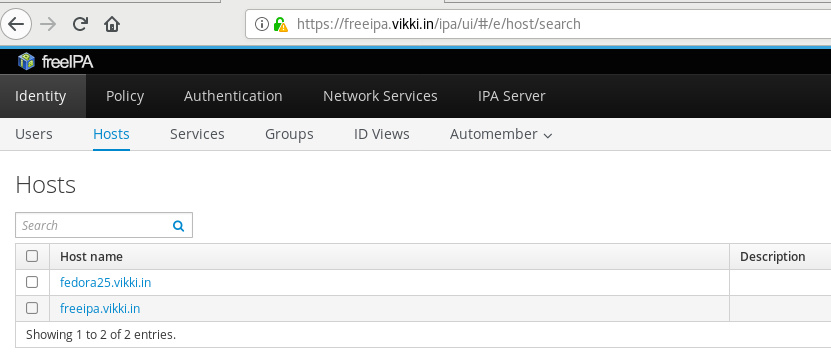 https://freeipa.vikki.in/ipa/ui/#/e/host/search
freeIPA
Identity Policy Authentication Network Services IPA Server
Users Hosts Services Groups ID Views Automember
Hosts
Search
Host name Description
fedora25.vikki.in
freeipa.vikki.in
Showing 1 to 2 of 2 entries.